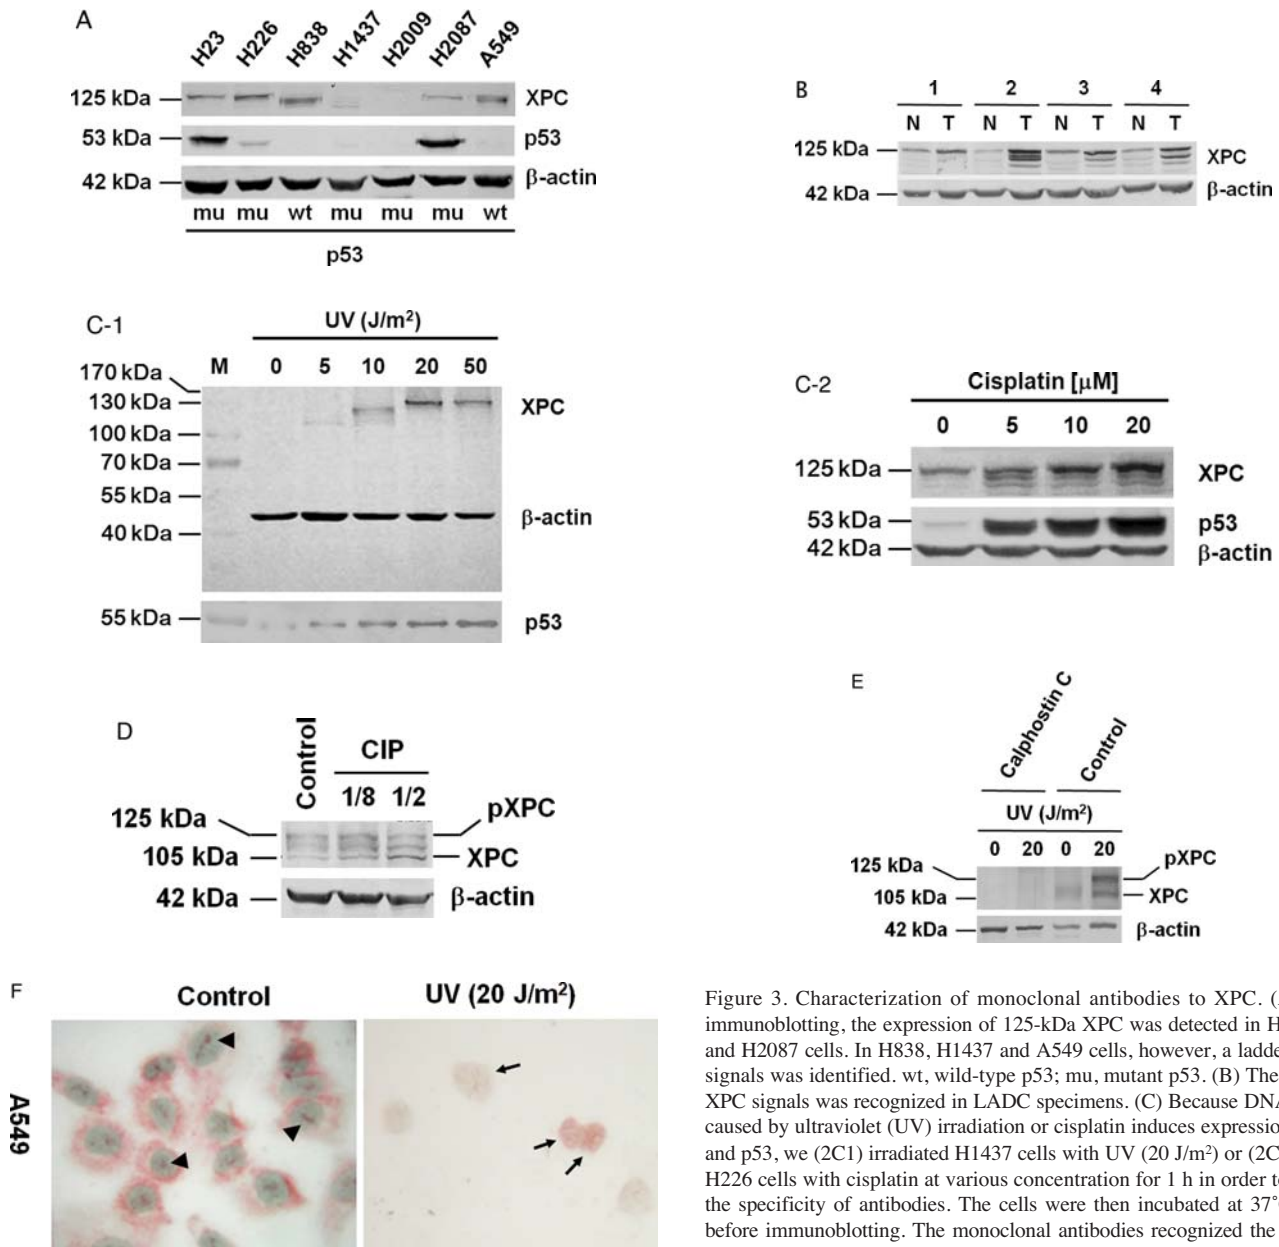 A
H23 H226 H838 H1437 H2009 H2087 A549
125 kDa XPC
53 kDa p53
42 kDa β-actin
mu mu wt mu mu mu wt
p53
B
1 2 3 4
N T N T N T N T
125 kDa XPC
42 kDa β-actin
C-1
UV (J/m²)
M 0 5 10 20 50
170 kDa
130 kDa XPC
100 kDa
70 kDa
55 kDa
β-actin
40 kDa
55 kDa p53
C-2
Cisplatin [μM]
0 5 10 20
125 kDa XPC
53 kDa p53
42 kDa β-actin
D
Control CIP
1/8 1/2
125 kDa pXPC
105 kDa XPC
42 kDa β-actin
E
Calphostin C Control
UV (J/m²)
0 20 0 20
125 kDa pXPC
105 kDa XPC
42 kDa β-actin
F
Control UV (20 J/m²)
A549
Figure 3. Characterization of monoclonal antibodies to XPC.
immunoblotting, the expression of 125-kDa XPC was detected in
and H2087 cells. In H838, H1437 and A549 cells, however, a
signals was identified. wt, wild-type p53; mu, mutant p53. (B)
XPC signals was recognized in LADC specimens. (C) Because
caused by ultraviolet (UV) irradiation or cisplatin induces
and p53, we (2C1) irradiated H1437 cells with UV (20 J/m²) or
H226 cells with cisplatin at various concentration for 1 h in order
the specificity of antibodies. The cells were then incubated at
before immunoblotting. The monoclonal antibodies recognized the